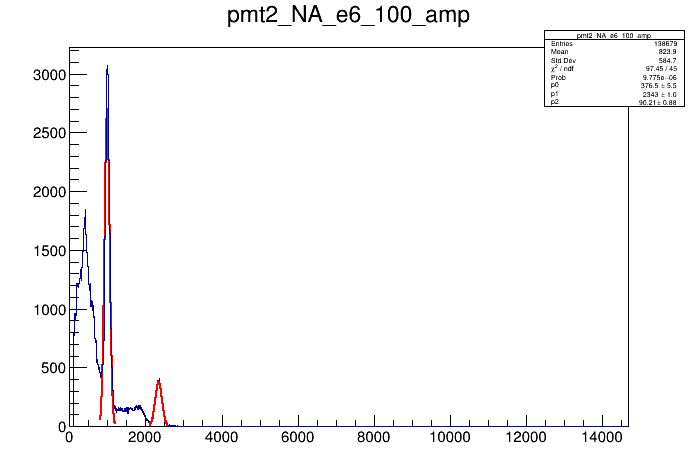 pmt2_NA_e6_100_amp
pmt2_NA_e6_100_amp
Entries 138679
Mean 823.9
Std Dev 584.7
χ² / ndf 97.45 / 45
Prob 9.775e−06
p0 376.5 ± 5.5
p1 2343 ± 1.0
p2 90.21 ± 0.88
3000
2500
2000
1500
1000
500
0
0 2000 4000 6000 8000 10000 12000 14000